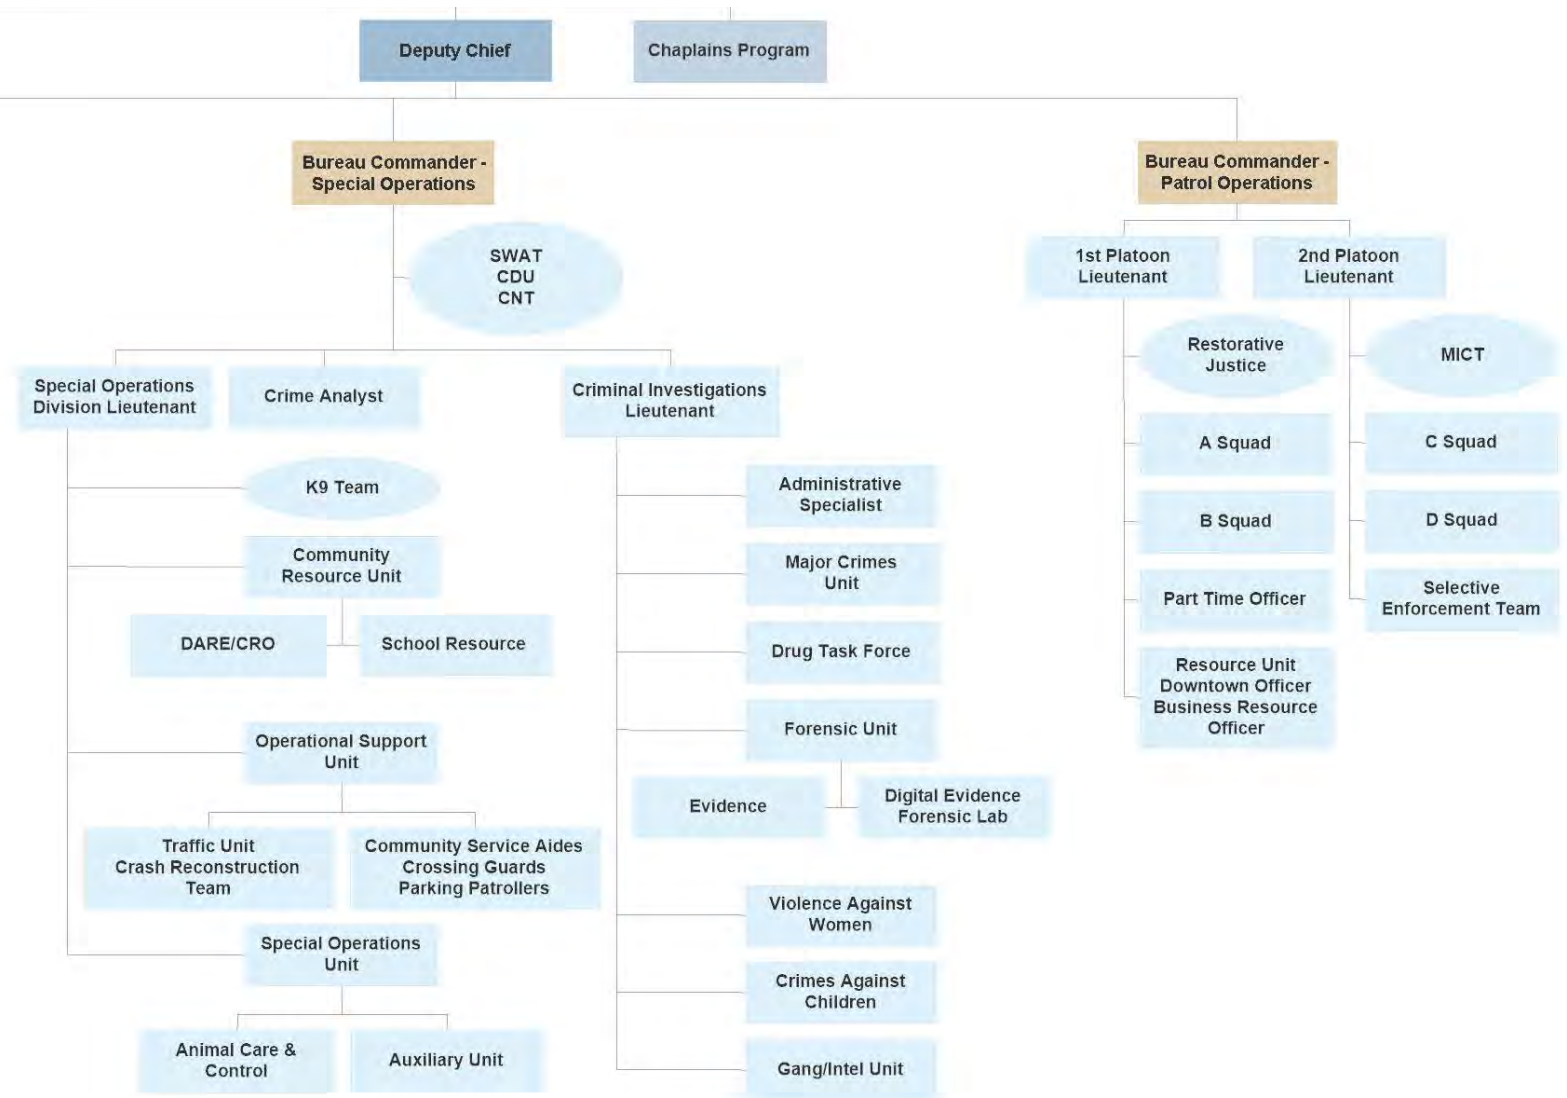 Deputy Chief
Chaplains Program
Bureau Commander -
Special Operations
Bureau Commander -
Patrol Operations
SWAT
CDU
CNT
1st Platoon
Lieutenant
2nd Platoon
Lieutenant
Special Operations
Division Lieutenant
Crime Analyst
Criminal Investigations
Lieutenant
Restorative
Justice
MICT
A Squad
C Squad
B Squad
D Squad
Part Time Officer
Selective
Enforcement Team
Resource Unit
Downtown Officer
Business Resource
Officer
K9 Team
Community
Resource Unit
DARE/CRO
School Resource
Operational Support
Unit
Traffic Unit
Crash Reconstruction
Team
Community Service Aides
Crossing Guards
Parking Patrollers
Special Operations
Unit
Animal Care &
Control
Auxiliary Unit
Administrative
Specialist
Major Crimes
Unit
Drug Task Force
Forensic Unit
Evidence
Digital Evidence
Forensic Lab
Violence Against
Women
Crimes Against
Children
Gang/Intel Unit